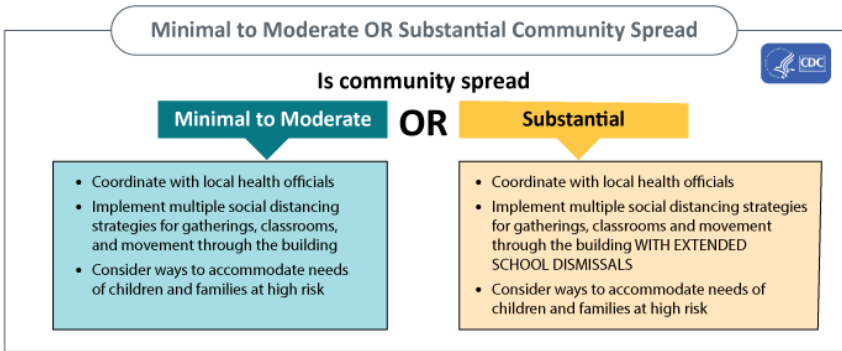 Minimal to Moderate OR Substantial Community Spread
CDC
Is community spread
Minimal to Moderate
OR
Substantial
• Coordinate with local health officials
• Implement multiple social distancing
strategies for gatherings, classrooms,
and movement through the building
• Consider ways to accommodate needs
of children and families at high risk
• Coordinate with local health officials
• Implement multiple social distancing strategies
for gatherings, classrooms and movement
through the building WITH EXTENDED
SCHOOL DISMISSALS
• Consider ways to accommodate needs of
children and families at high risk